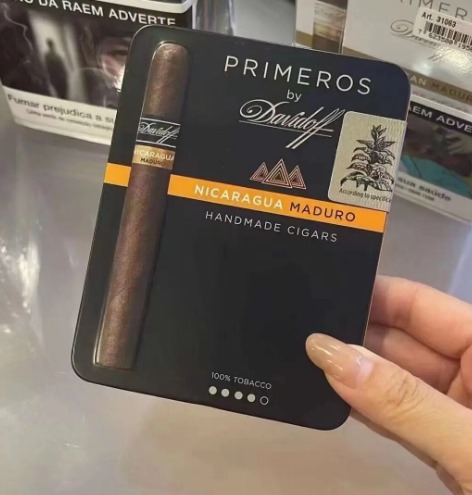 DA RAEM ADVERTE
Fumar prejudica a
Art. 31063
AEM ADVE
PRIMEROS
by
Davidoff
Davidoff
NICARAGUA
MADURO
NICARAGUA MADURO
HANDMADE CIGARS
100% TOBACCO